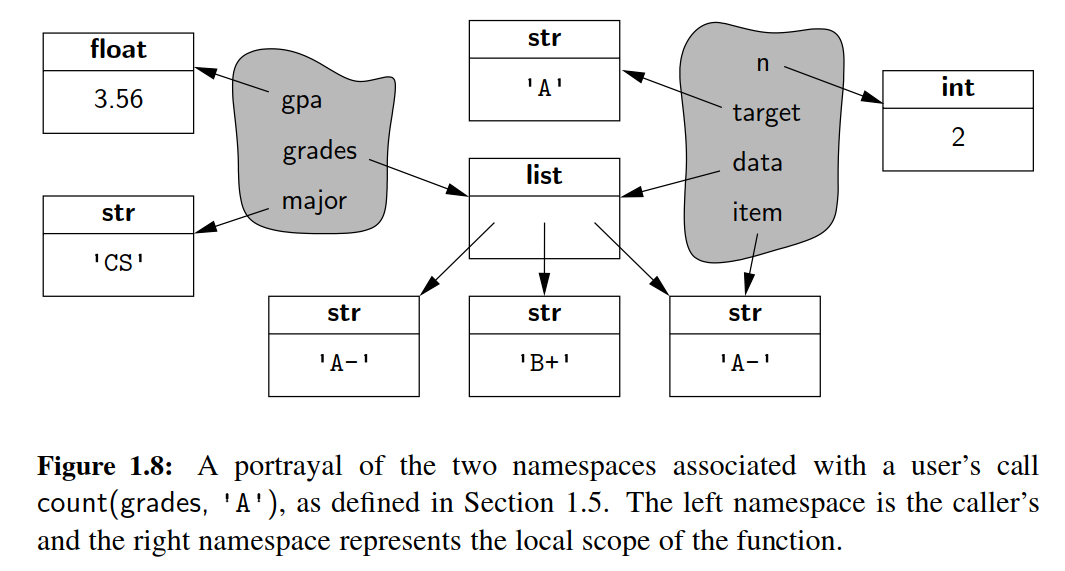 float
3.56
gpa
grades
major
str
'CS'
str
'A'
list
n
target
data
item
int
2
str
'A-'
str
'B+'
str
'A-'
Figure 1.8: A portrayal of the two namespaces associated with a user's call
count(grades, 'A'), as defined in Section 1.5. The left namespace is the caller's
and the right namespace represents the local scope of the function.